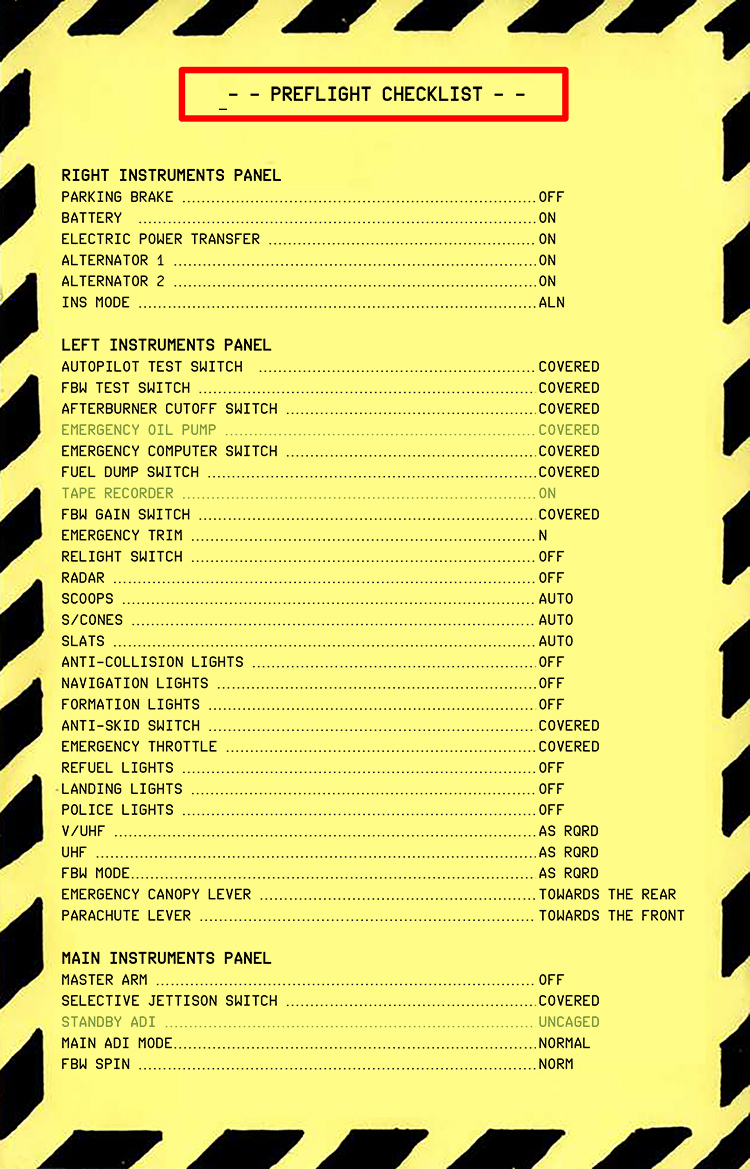 _- - PREFLIGHT CHECKLIST - -
RIGHT INSTRUMENTS PANEL
PARKING BRAKE ........................................ OFF
BATTERY ........................................ ON
ELECTRIC POWER TRANSFER ........................................ ON
ALTERNATOR 1 ........................................ ON
ALTERNATOR 2 ........................................ ON
INS MODE ........................................ ALN
LEFT INSTRUMENTS PANEL
AUTOPILOT TEST SWITCH ........................................ COVERED
FBW TEST SWITCH ........................................ COVERED
AFTERBURNER CUTOFF SWITCH ........................................ COVERED
EMERGENCY OIL PUMP ........................................ COVERED
EMERGENCY COMPUTER SWITCH ........................................ COVERED
FUEL DUMP SWITCH ........................................ COVERED
TAPE RECORDER ........................................ ON
FBW GAIN SWITCH ........................................ COVERED
EMERGENCY TRIM ........................................ N
RELIGHT SWITCH ........................................ OFF
RADAR ........................................ OFF
SCOOPS ........................................ AUTO
S/CONES ........................................ AUTO
SLATS ........................................ AUTO
ANTI-COLLISION LIGHTS ........................................ OFF
NAVIGATION LIGHTS ........................................ OFF
FORMATION LIGHTS ........................................ OFF
ANTI-SKID SWITCH ........................................ COVERED
EMERGENCY THROTTLE ........................................ COVERED
REFUEL LIGHTS ........................................ OFF
LANDING LIGHTS ........................................ OFF
POLICE LIGHTS ........................................ OFF
V/UHF ........................................ AS RQRD
UHF ........................................ AS RQRD
FBW MODE ........................................ AS RQRD
EMERGENCY CANOPY LEVER ........................................ TOWARDS THE REAR
PARACHUTE LEVER ........................................ TOWARDS THE FRONT
MAIN INSTRUMENTS PANEL
MASTER ARM ........................................ OFF
SELECTIVE JETTISON SWITCH ........................................ COVERED
STANDBY ADI ........................................ UNCAGED
MAIN ADI MODE ........................................ NORMAL
FBW SPIN ........................................ NORM